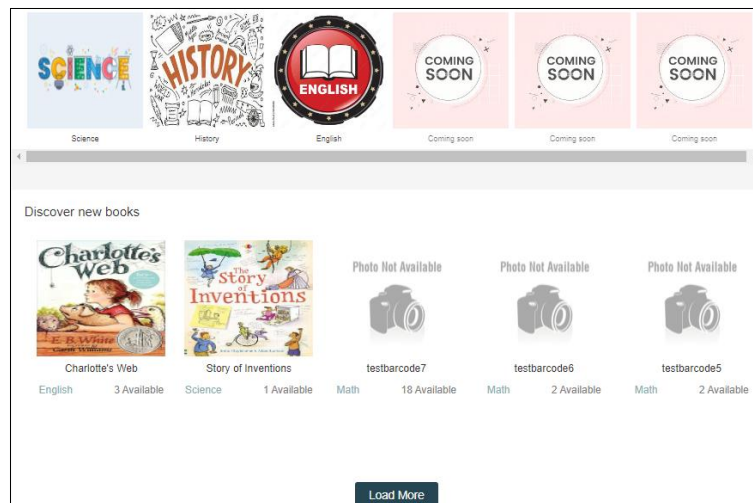 SCIENCE
HISTORY
ENGLISH
COMING
SOON
COMING
SOON
COMING
SOON
Science
History
English
Coming soon
Coming soon
Coming soon
Discover new books
Charlotte's
Web
E. B. White
Garth Williams
The
Story
of
Inventions
Photo Not Available
Photo Not Available
Photo Not Available
Charlotte's Web
Story of Inventions
testbarcode7
testbarcode6
testbarcode5
English 3 Available
Science 1 Available
Math 18 Available
Math 2 Available
Math 2 Available
Load More